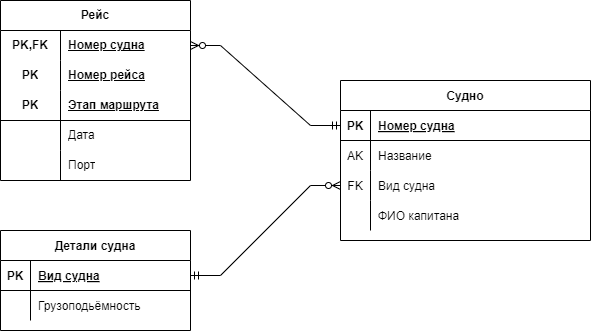 Рейс
PK,FK Номер судна
PK Номер рейса
PK Этап маршрута
Дата
Порт
Судно
PK Номер судна
AK Название
FK Вид судна
ФИО капитана
Детали судна
PK Вид судна
Грузоподьёмность